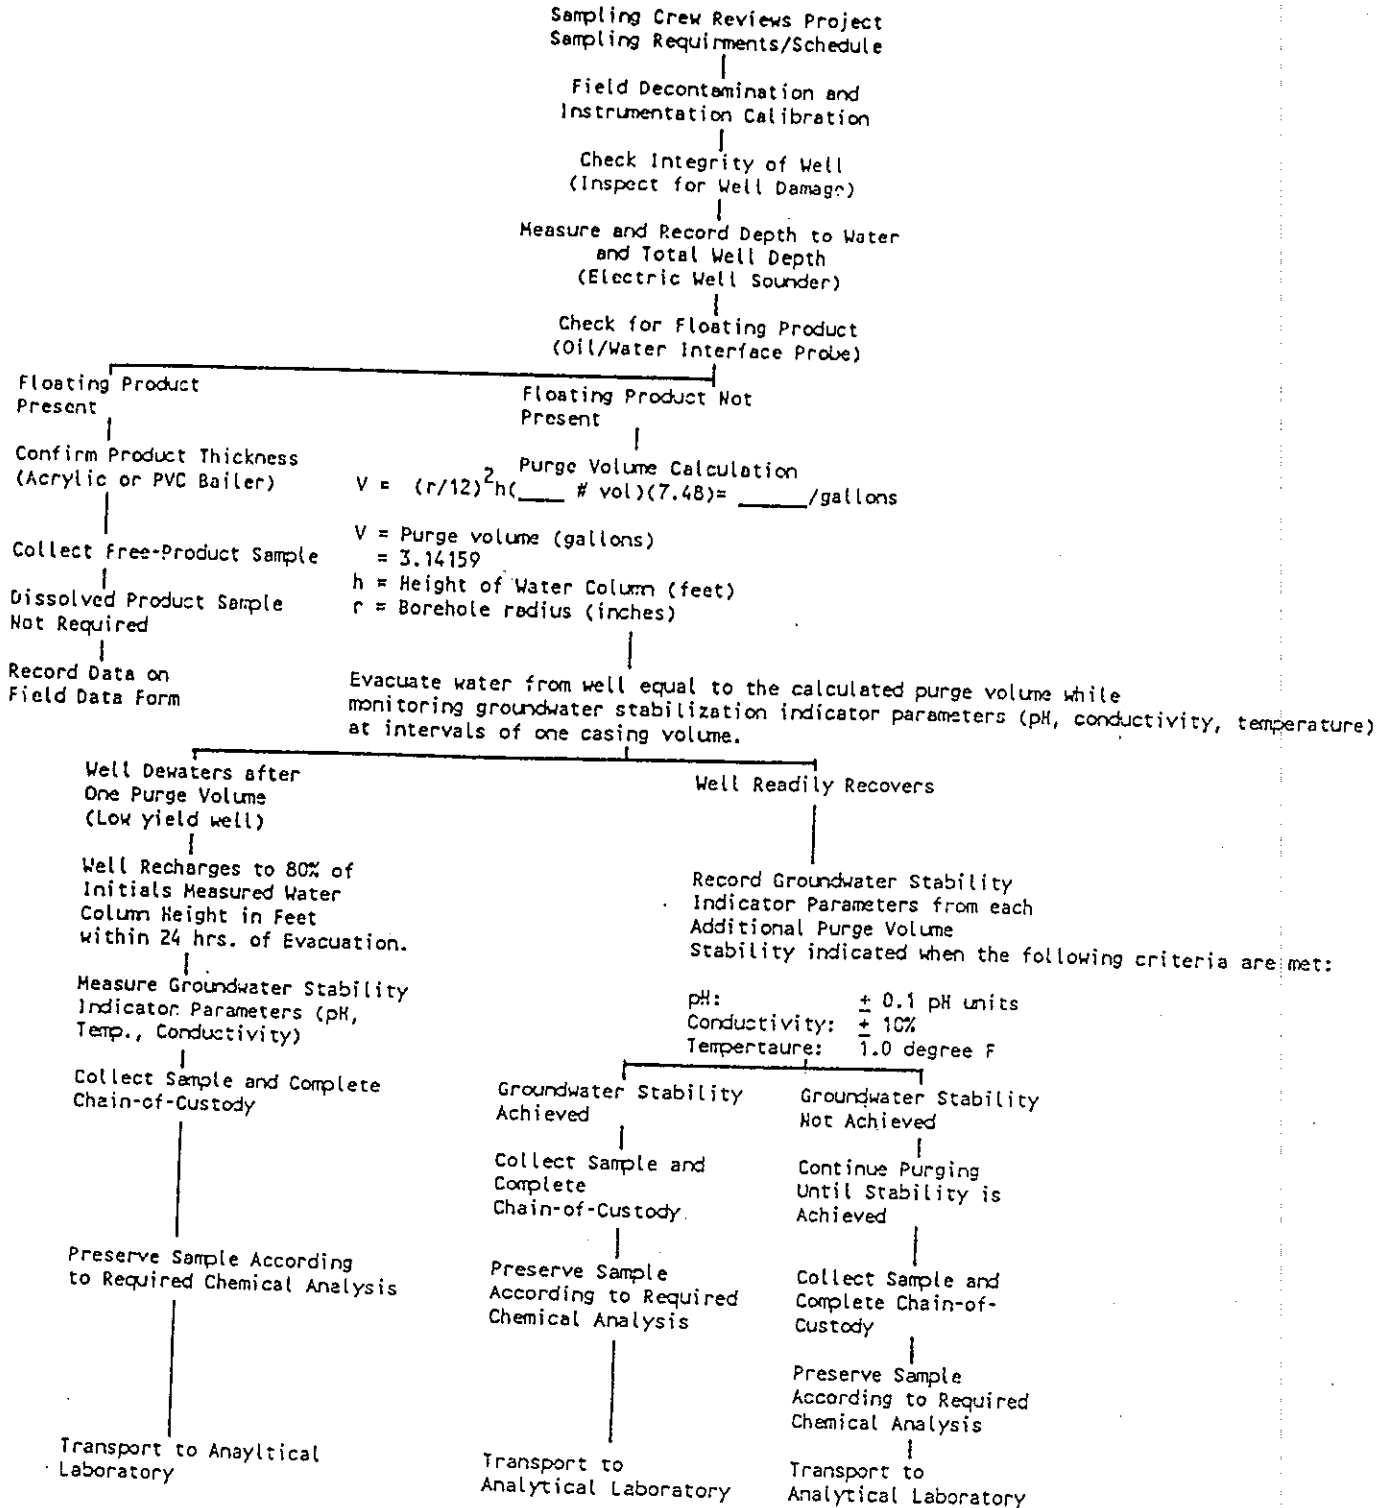 Sampling Crew Reviews Project
Sampling Requirments/Schedule
Field Decontamination and
Instrumentation Calibration
Check Integrity of Well
(Inspect for Well Damage)
Measure and Record Depth to Water
and Total Well Depth
(Electric Well Sounder)
Check for Floating Product
(Oil/Water Interface Probe)
Floating Product
Present
Confirm Product Thickness
(Acrylic or PVC Bailer)
Collect Free-Product Sample
Dissolved Product Sample
Not Required
Record Data on
Field Data Form
Floating Product Not
Present
Purge Volume Calculation
V = (r/12)²h(____ # vol)(7.48)= ______/gallons
V = Purge volume (gallons)
= 3.14159
h = Height of Water Column (feet)
r = Borehole radius (inches)
Evacuate water from well equal to the calculated purge volume while
monitoring groundwater stabilization indicator parameters (pH, conductivity, temperature)
at intervals of one casing volume.
Well Dewaters after
One Purge Volume
(Low yield well)
Well Recharges to 80% of
Initials Measured Water
Column Height in Feet
within 24 hrs. of Evacuation.
Measure Groundwater Stability
Indicator Parameters (pH,
Temp., Conductivity)
Collect Sample and Complete
Chain-of-Custody
Preserve Sample According
to Required Chemical Analysis
Transport to Anayltical
Laboratory
Well Readily Recovers
Record Groundwater Stability
Indicator Parameters from each
Additional Purge Volume
Stability indicated when the following criteria are met:
pH: ± 0.1 pH units
Conductivity: ± 10%
Tempertaure: 1.0 degree F
Groundwater Stability
Achieved
Collect Sample and
Complete
Chain-of-Custody
Preserve Sample
According to Required
Chemical Analysis
Transport to
Analytical Laboratory
Groundwater Stability
Not Achieved
Continue Purging
Until Stability is
Achieved
Collect Sample and
Complete Chain-of-
Custody
Preserve Sample
According to Required
Chemical Analysis
Transport to
Analytical Laboratory